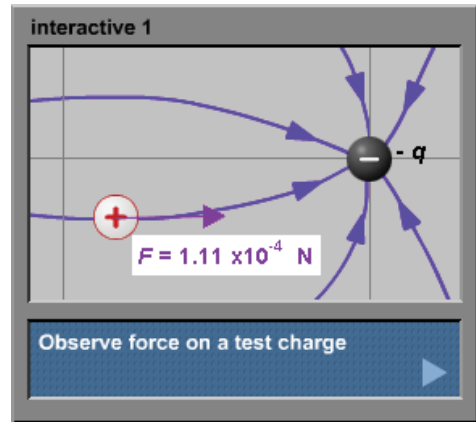 interactive 1
- q
F = 1.11 x10⁻⁴ N
Observe force on a test charge